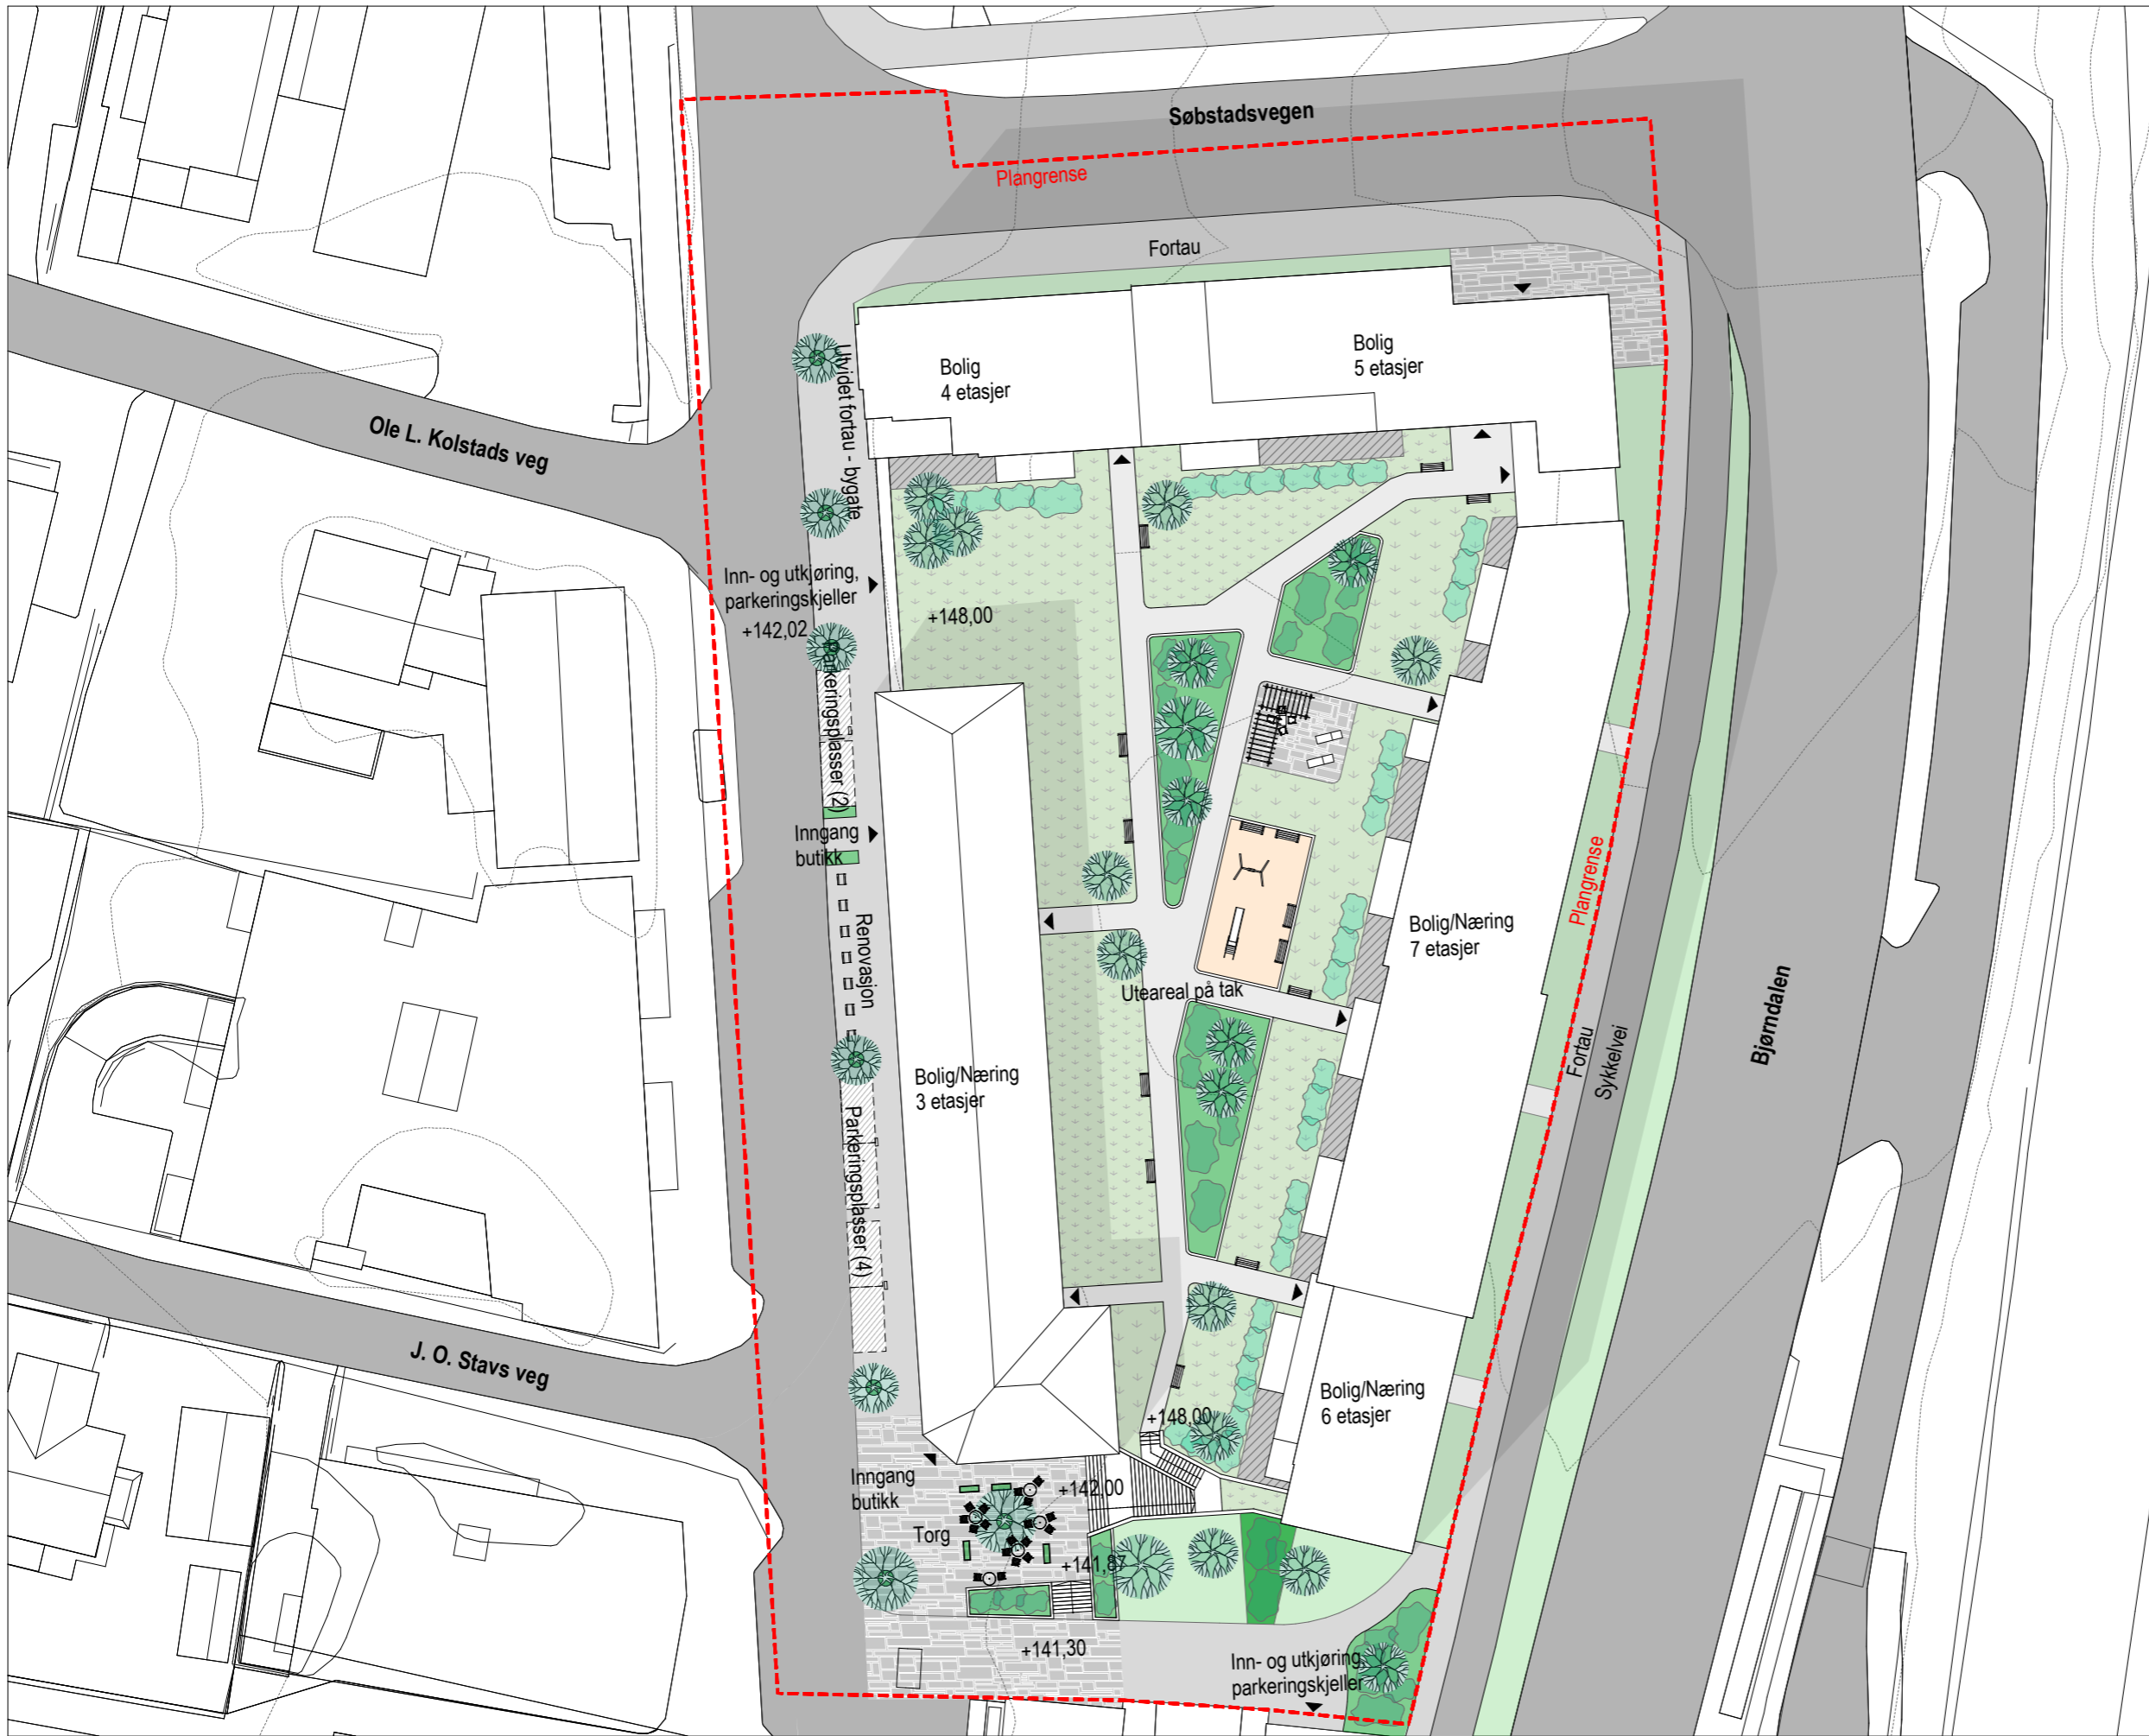 Søbstadsvegen
Plangrense
Fortau
Bolig
4 etasjer
Bolig
5 etasjer
Utvidet fortau - bygate
Ole L. Kolstads veg
Inn- og utkjøring,
parkeringskjeller
+142,02
+148,00
Parkeringsplasser (2)
Inngang
butikk
Renovasjon
Plangrense
Bolig/Næring
7 etasjer
Uteareal på tak
Bjørndalen
Fortau
Sykkelvei
Bolig/Næring
3 etasjer
Parkeringsplasser (4)
J. O. Stavs veg
Bolig/Næring
6 etasjer
+148,00
Inngang
butikk
+142,00
Torg
+141,87
+141,30
Inn- og utkjøring,
parkeringskjeller